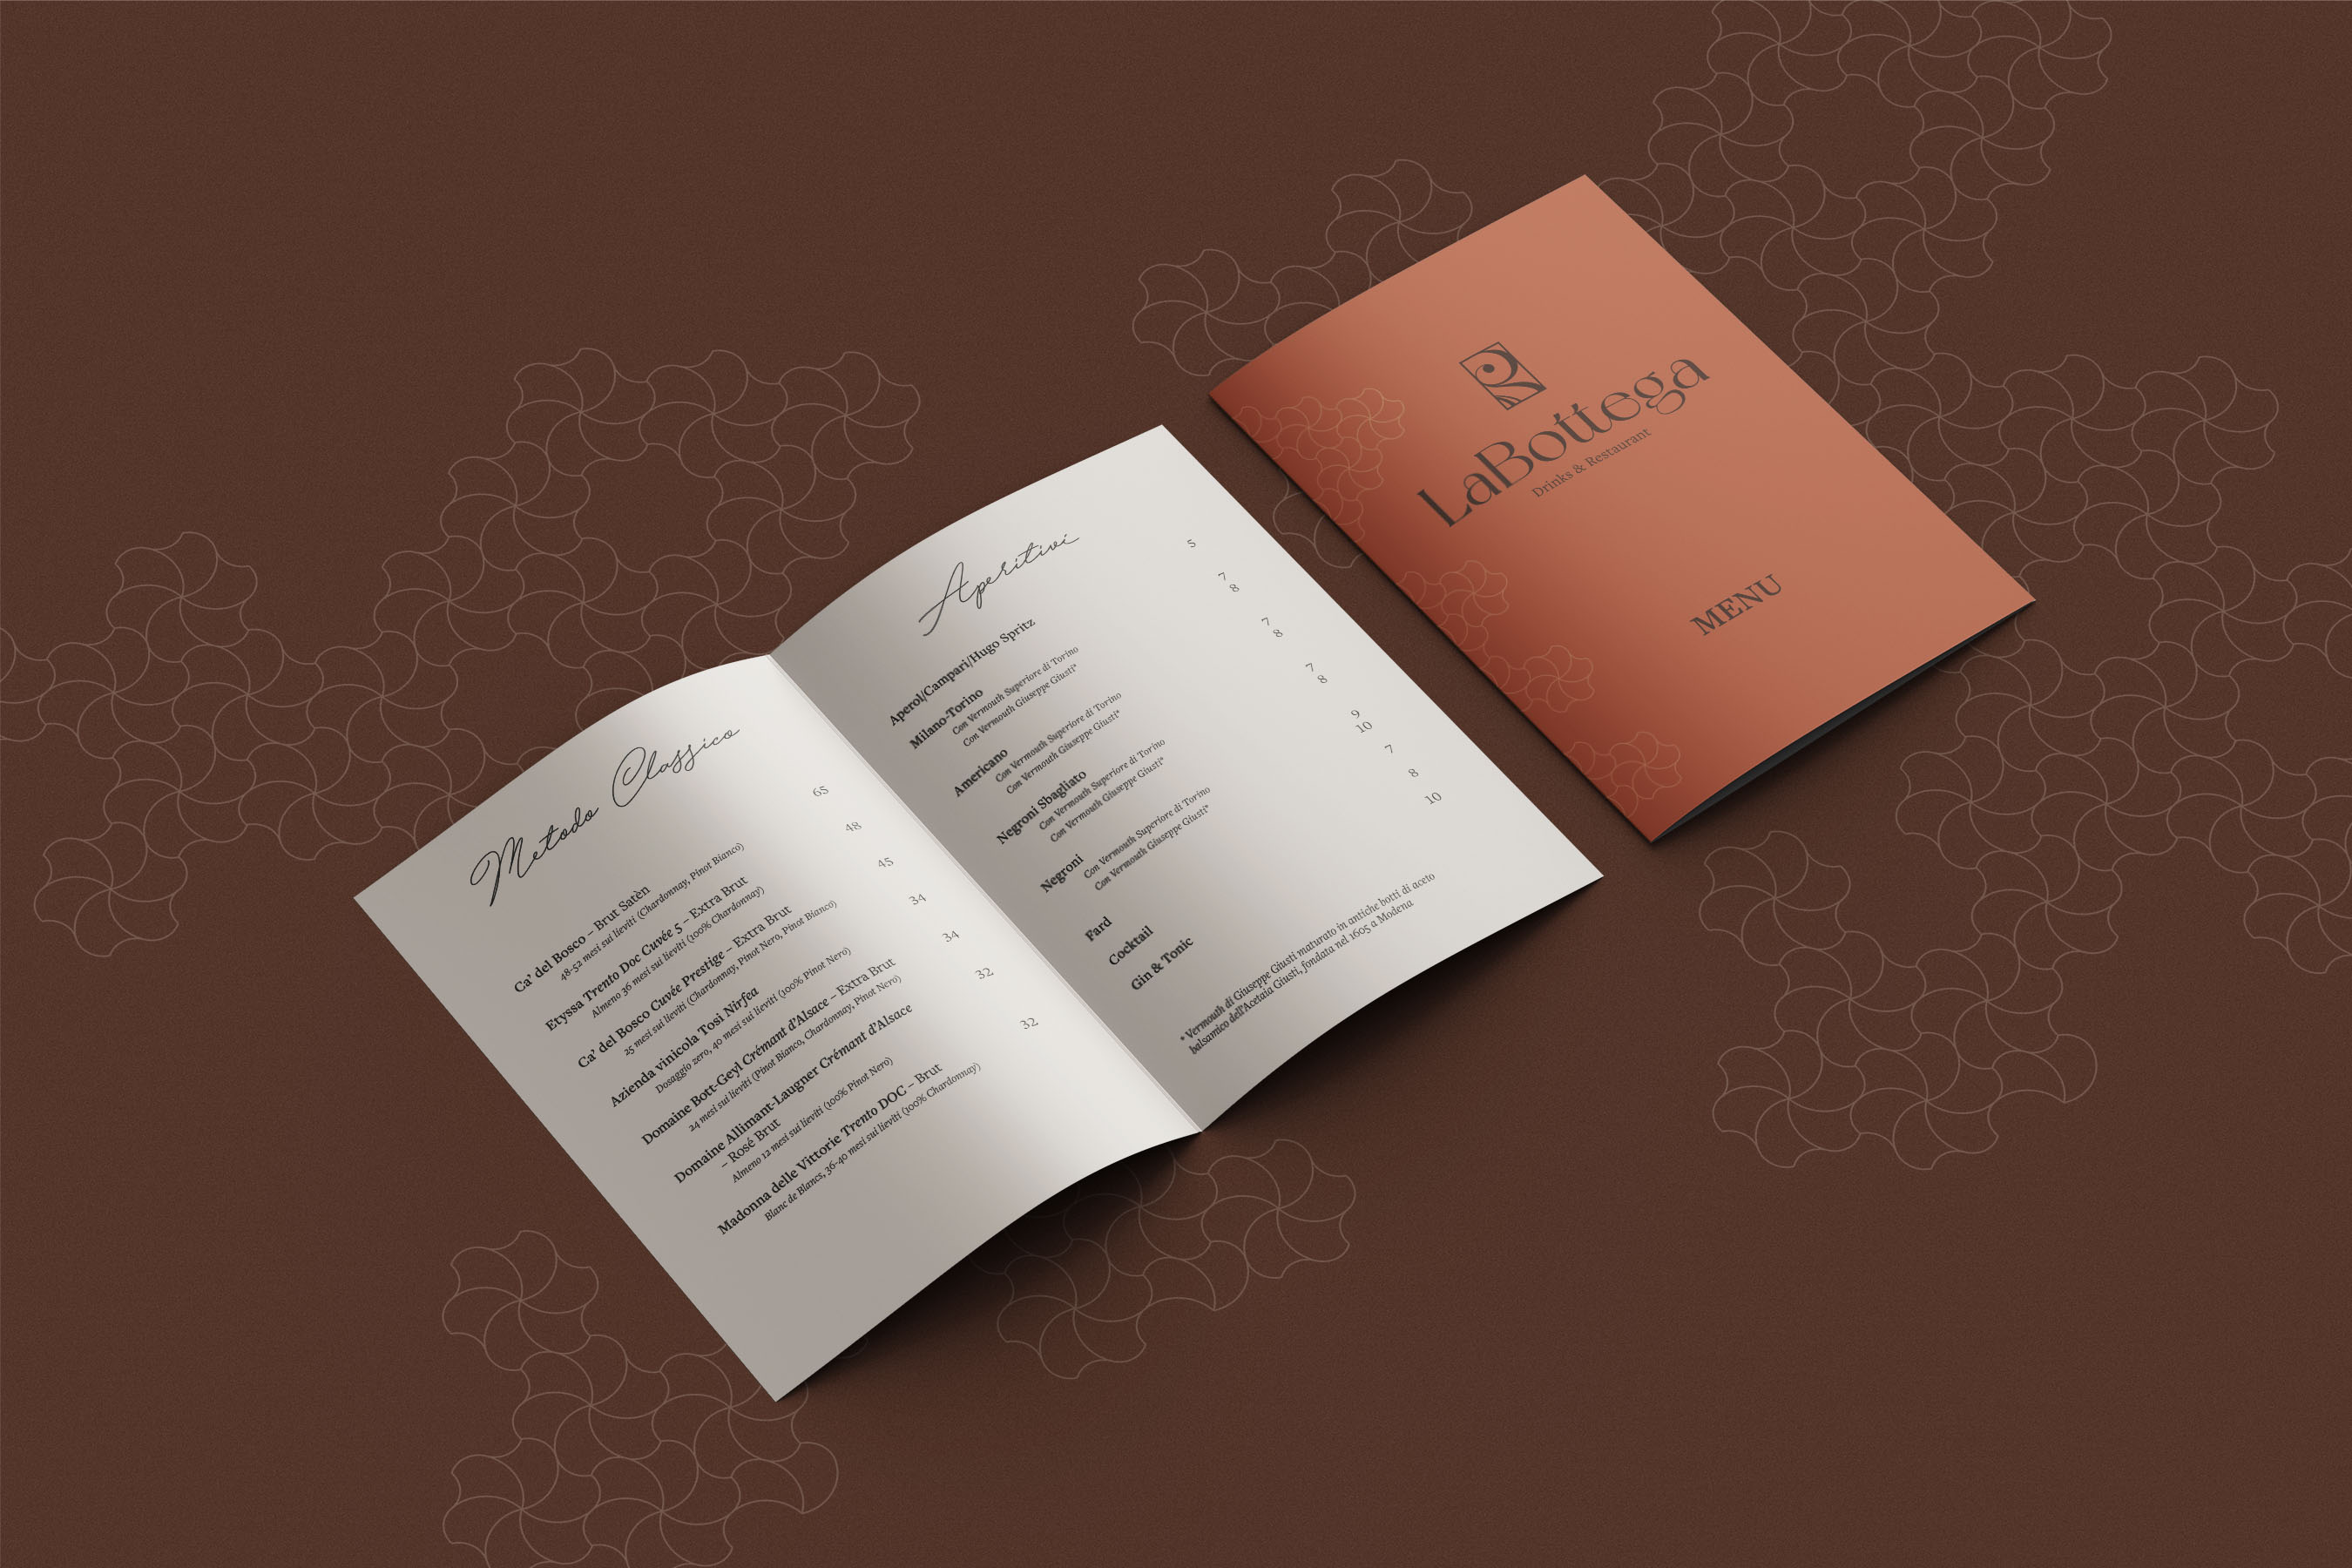 Metodo Classico
Ca' del Bosco – Brut Satèn 65
48-52 mesi sui lieviti (Chardonnay, Pinot Bianco)
Etyssa Trento Doc Cuvée 5 – Extra Brut 48
Almeno 36 mesi sui lieviti (100% Chardonnay)
Ca' del Bosco Cuvée Prestige – Extra Brut 45
25 mesi sui lieviti (Chardonnay, Pinot Nero, Pinot Bianco)
Azienda vinicola Tosi Nirfea 34
Dosaggio zero, 40 mesi sui lieviti (100% Pinot Nero)
Domaine Bott-Geyl Crémant d'Alsace – Extra Brut 34
24 mesi sui lieviti (Pinot Bianco, Chardonnay, Pinot Nero)
Domaine Allimant-Laugner Crémant d'Alsace 32
– Rosé Brut
Almeno 12 mesi sui lieviti (100% Pinot Nero)
Madonna delle Vittorie Trento DOC – Brut 32
Blanc de Blancs, 36-40 mesi sui lieviti (100% Chardonnay)
Aperitivi
Aperol/Campari/Hugo Spritz 5
Milano-Torino
Con Vermouth Superiore di Torino 7
Con Vermouth Giuseppe Giusti* 8
Americano
Con Vermouth Superiore di Torino 7
Con Vermouth Giuseppe Giusti* 8
Negroni Sbagliato
Con Vermouth Superiore di Torino 7
Con Vermouth Giuseppe Giusti* 8
Negroni
Con Vermouth Superiore di Torino 9
Con Vermouth Giuseppe Giusti* 10
Fard 7
Cocktail 8
Gin & Tonic 10
* Vermouth di Giuseppe Giusti maturato in antiche botti di aceto
balsamico dell'Acetaia Giusti, fondata nel 1605 a Modena
LaBottega
Drinks & Restaurant
MENU